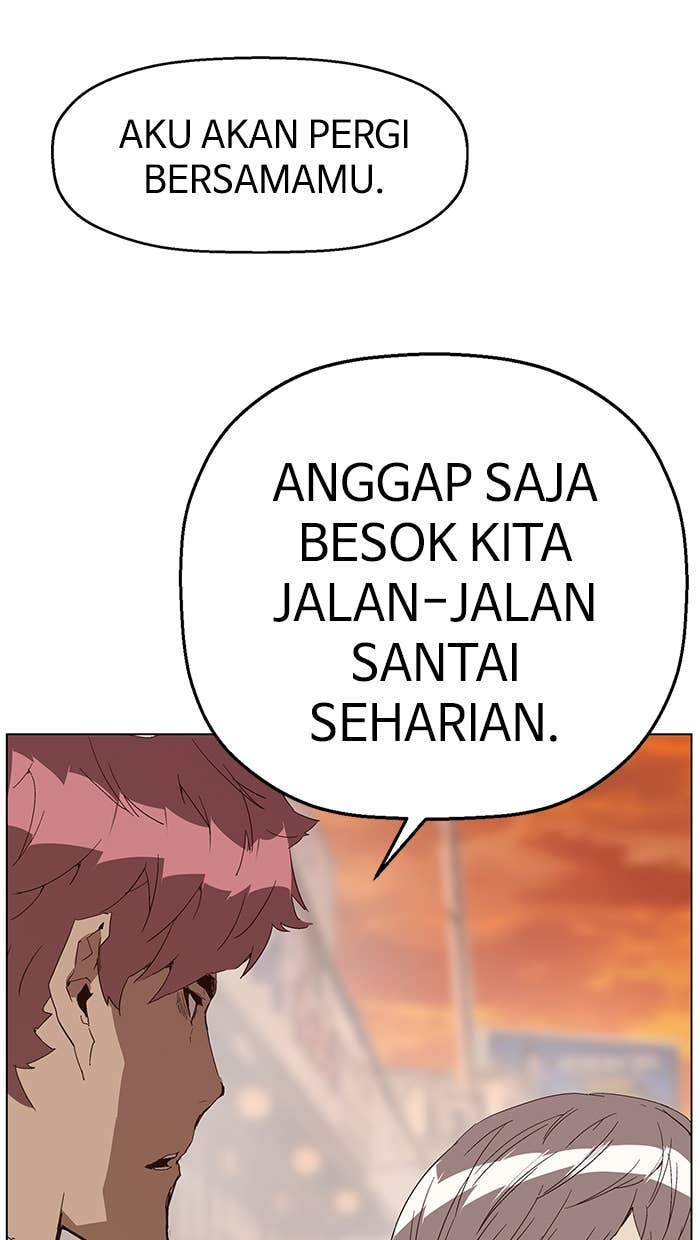 AKU AKAN PERGI
BERSAMAMU.
ANGGAP SAJA
BESOK KITA
JALAN-JALAN
SANTAI
SEHARIAN.